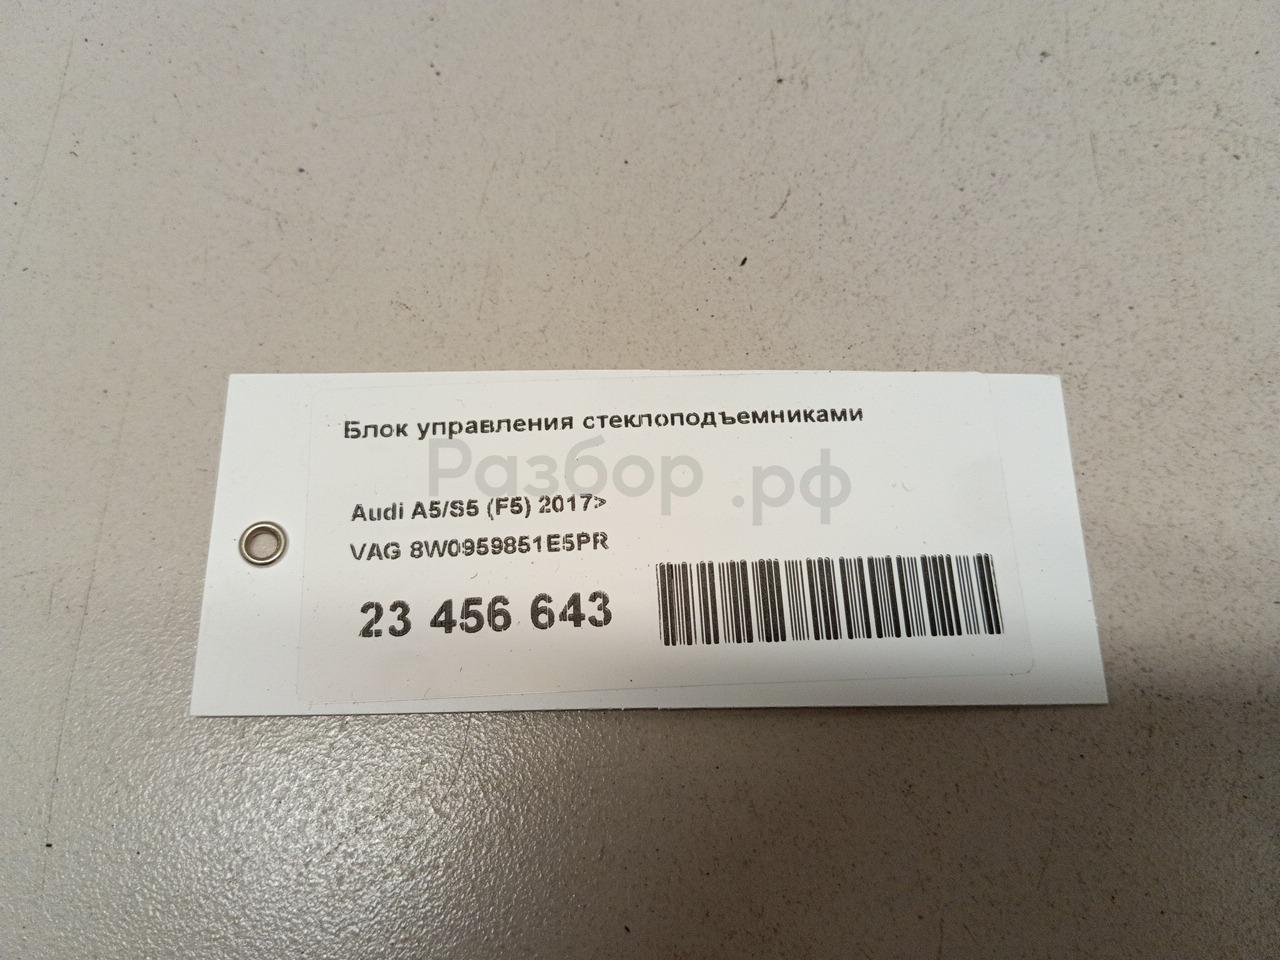 Блок управления стеклоподъемниками
Разбор.рф
Audi A5/S5 (F5) 2017>
VAG 8W0959851E5PR
23 456 643